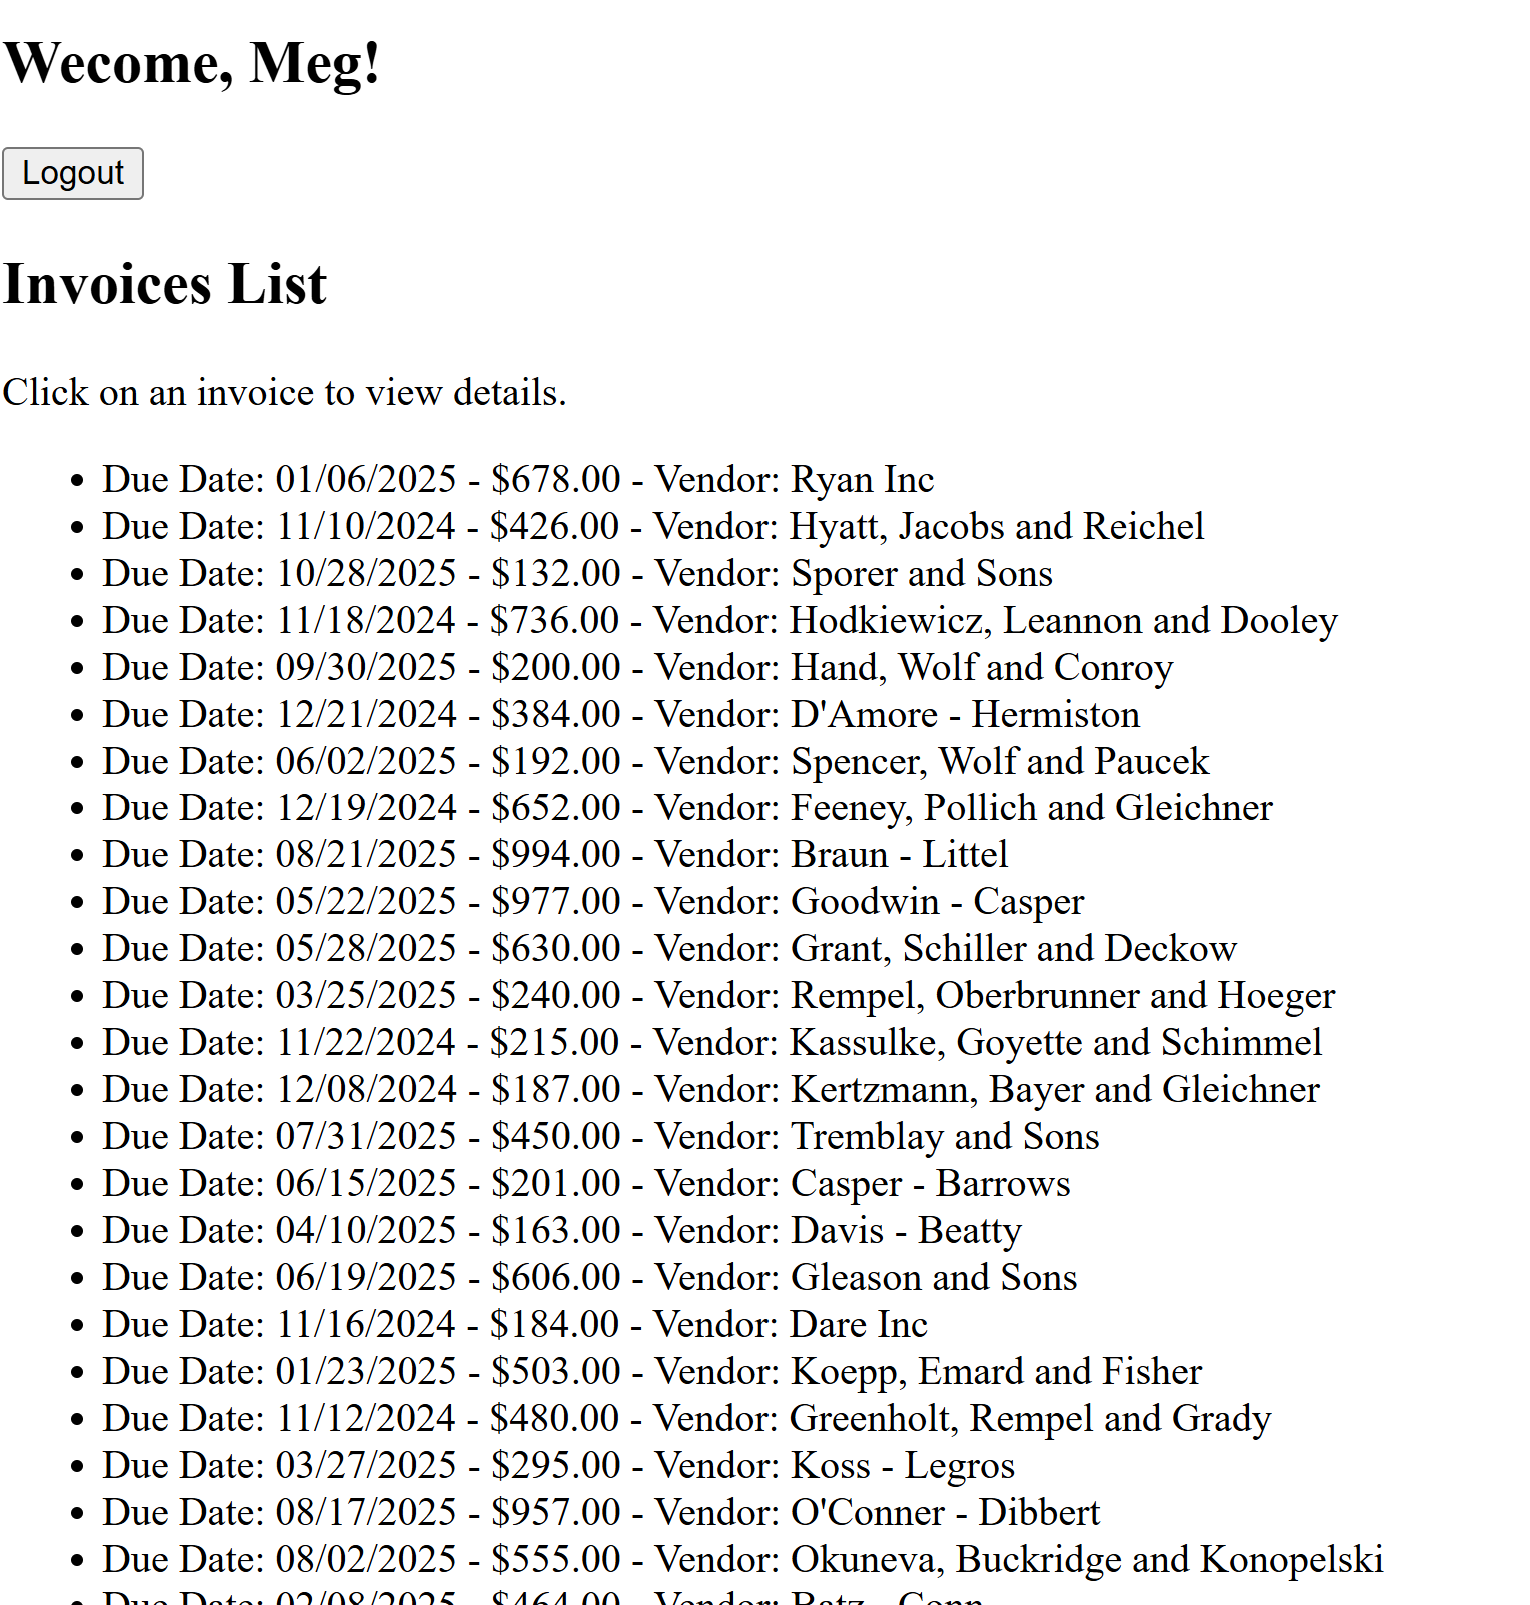 Wecome, Meg!
Logout
Invoices List
Click on an invoice to view details.
• Due Date: 01/06/2025 - $678.00 - Vendor: Ryan Inc
• Due Date: 11/10/2024 - $426.00 - Vendor: Hyatt, Jacobs and Reichel
• Due Date: 10/28/2025 - $132.00 - Vendor: Sporer and Sons
• Due Date: 11/18/2024 - $736.00 - Vendor: Hodkiewicz, Leannon and Dooley
• Due Date: 09/30/2025 - $200.00 - Vendor: Hand, Wolf and Conroy
• Due Date: 12/21/2024 - $384.00 - Vendor: D'Amore - Hermiston
• Due Date: 06/02/2025 - $192.00 - Vendor: Spencer, Wolf and Paucek
• Due Date: 12/19/2024 - $652.00 - Vendor: Feeney, Pollich and Gleichner
• Due Date: 08/21/2025 - $994.00 - Vendor: Braun - Littel
• Due Date: 05/22/2025 - $977.00 - Vendor: Goodwin - Casper
• Due Date: 05/28/2025 - $630.00 - Vendor: Grant, Schiller and Deckow
• Due Date: 03/25/2025 - $240.00 - Vendor: Rempel, Oberbrunner and Hoeger
• Due Date: 11/22/2024 - $215.00 - Vendor: Kassulke, Goyette and Schimmel
• Due Date: 12/08/2024 - $187.00 - Vendor: Kertzmann, Bayer and Gleichner
• Due Date: 07/31/2025 - $450.00 - Vendor: Tremblay and Sons
• Due Date: 06/15/2025 - $201.00 - Vendor: Casper - Barrows
• Due Date: 04/10/2025 - $163.00 - Vendor: Davis - Beatty
• Due Date: 06/19/2025 - $606.00 - Vendor: Gleason and Sons
• Due Date: 11/16/2024 - $184.00 - Vendor: Dare Inc
• Due Date: 01/23/2025 - $503.00 - Vendor: Koepp, Emard and Fisher
• Due Date: 11/12/2024 - $480.00 - Vendor: Greenholt, Rempel and Grady
• Due Date: 03/27/2025 - $295.00 - Vendor: Koss - Legros
• Due Date: 08/17/2025 - $957.00 - Vendor: O'Conner - Dibbert
• Due Date: 08/02/2025 - $555.00 - Vendor: Okuneva, Buckridge and Konopelski
• Due Date: 02/08/2025 - $464.00 - Vendor: Batz - Conn